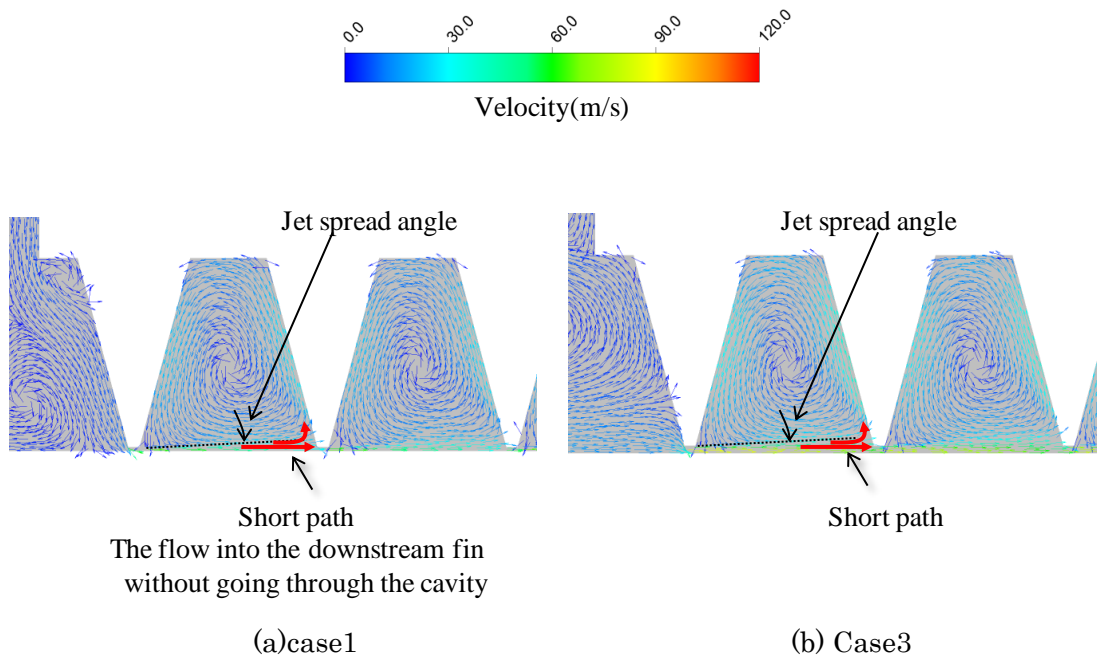 0.0
30.0
60.0
90.0
120.0
Velocity(m/s)
Jet spread angle
Jet spread angle
Short path
The flow into the downstream fin
without going through the cavity
Short path
(a)case1
(b) Case3